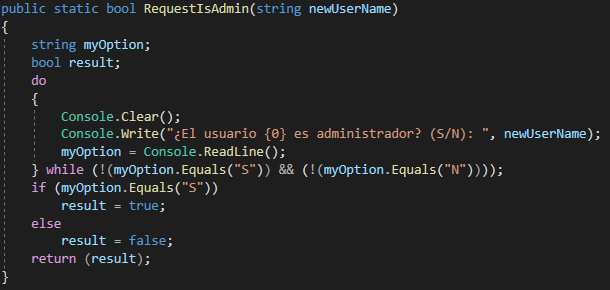 public static bool RequestIsAdmin(string newUserName)
{
    string myOption;
    bool result;
    do
    {
        Console.Clear();
        Console.Write("¿El usuario {0} es administrador? (S/N): ", newUserName);
        myOption = Console.ReadLine();
    } while (!(myOption.Equals("S")) && (!(myOption.Equals("N"))));
    if (myOption.Equals("S"))
        result = true;
    else
        result = false;
    return (result);
}